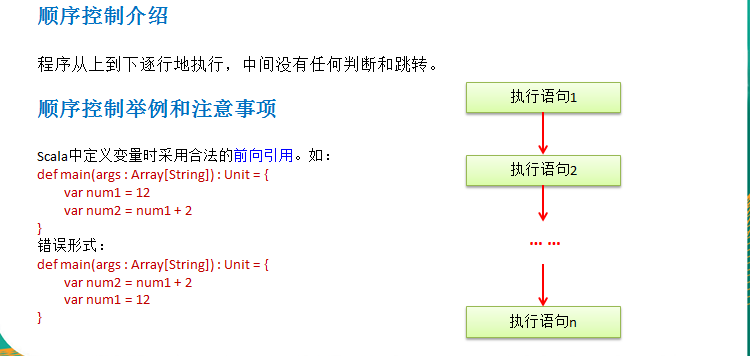 顺序控制介绍
程序从上到下逐行地执行，中间没有任何判断和跳转。
顺序控制举例和注意事项
Scala中定义变量时采用合法的前向引用。如：
def main(args : Array[String]) : Unit = {
var num1 = 12
var num2 = num1 + 2
}
错误形式：
def main(args : Array[String]) : Unit = {
var num2 = num1 + 2
var num1 = 12
}
执行语句1
执行语句2
... ...
执行语句n